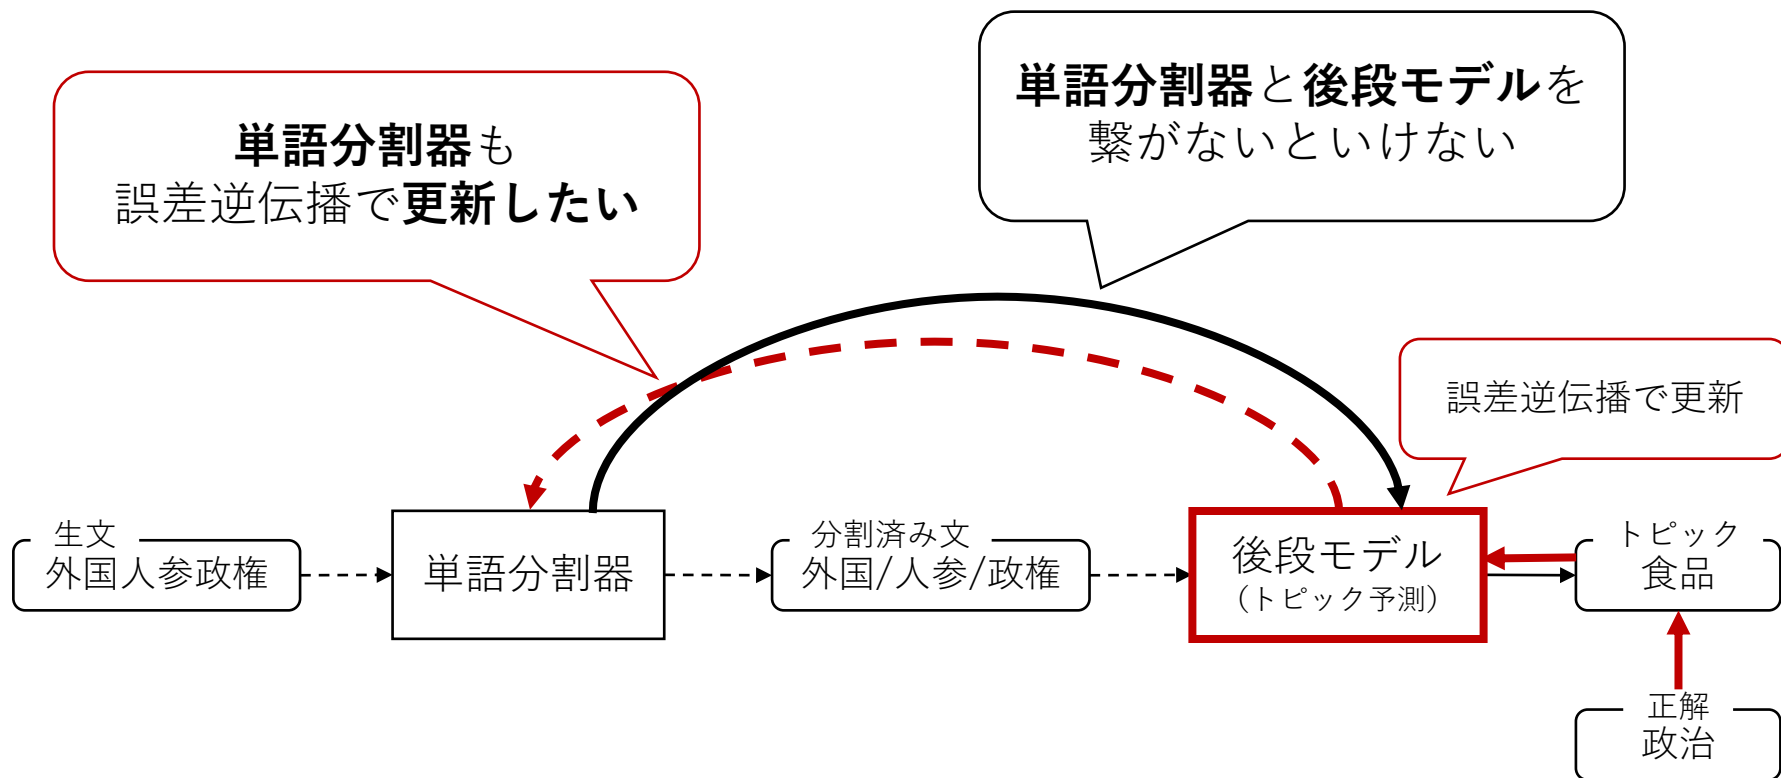 単語分割器と後段モデルを
繋がないといけない
単語分割器も
誤差逆伝播で更新したい
誤差逆伝播で更新
生文
外国人参政権
単語分割器
分割済み文
外国/人参/政権
後段モデル
（トピック予測）
トピック
食品
正解
政治